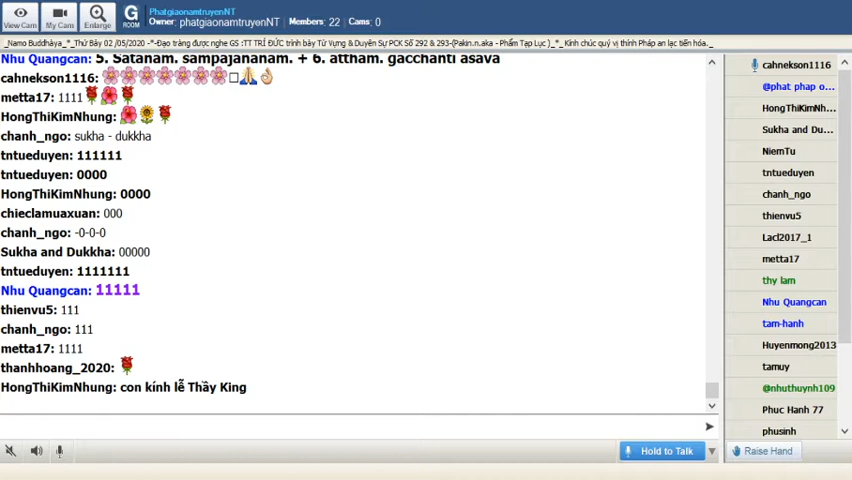 View Cam
My Cam
Enlarge
G
ROOM
PhatgiaonamtruyenNT
Owner: phatgiaonamtruyenNT Members: 22 Cams: 0
_Namo Buddhàya_*_Thứ Bảy 02 /05/2020 -*-Đạo tràng được nghe GS :TT TRÍ ĐỨC trình bày Từ Vựng & Duyên Sự PCK Số 292 & 293-(Pakin.n.aka - Phẩm Tạp Lục )_*_ Kính chúc quý vị thính Pháp an lạc tiến hóa._
Nhu Quangcan: 5. Satanam. sampajananam. + 6. attham. gacchanti asava
cahnekson1116:
metta17: 1111
HongThiKimNhung:
chanh_ngo: sukha - dukkha
tntueduyen: 111111
tntueduyen: 0000
HongThiKimNhung: 0000
chieclamuaxuan: 000
chanh_ngo: -0-0-0
Sukha and Dukkha: 00000
tntueduyen: 1111111
Nhu Quangcan: 11111
thienvu5: 111
chanh_ngo: 111
metta17: 1111
thanhhoang_2020:
HongThiKimNhung: con kính lễ Thầy King
Hold to Talk
cahnekson1116
@phat phap o...
HongThiKimNh...
Sukha and Du...
NiemTu
tntueduyen
chanh_ngo
thienvu5
Lacl2017_1
metta17
thy lam
Nhu Quangcan
tam-hanh
Huyenmong2013
tamuy
@nhuthuynh109
Phuc Hanh 77
phusinh
Raise Hand